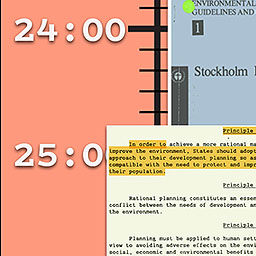 24:00
25:0
ENVIRONMENTAL
GUIDELINES AND
1
Stockholm
Principle
In order to achieve a more rational ma
improve the environment, States should adopt
approach to their development planning so as
compatible with the need to protect and impr
their population.
Principle
Rational planning constitutes an essen
conflict between the needs of development an
the environment.
Principle
Planning must be applied to human sett
view to avoiding adverse effects on the envi
social, economic and environmental benefits